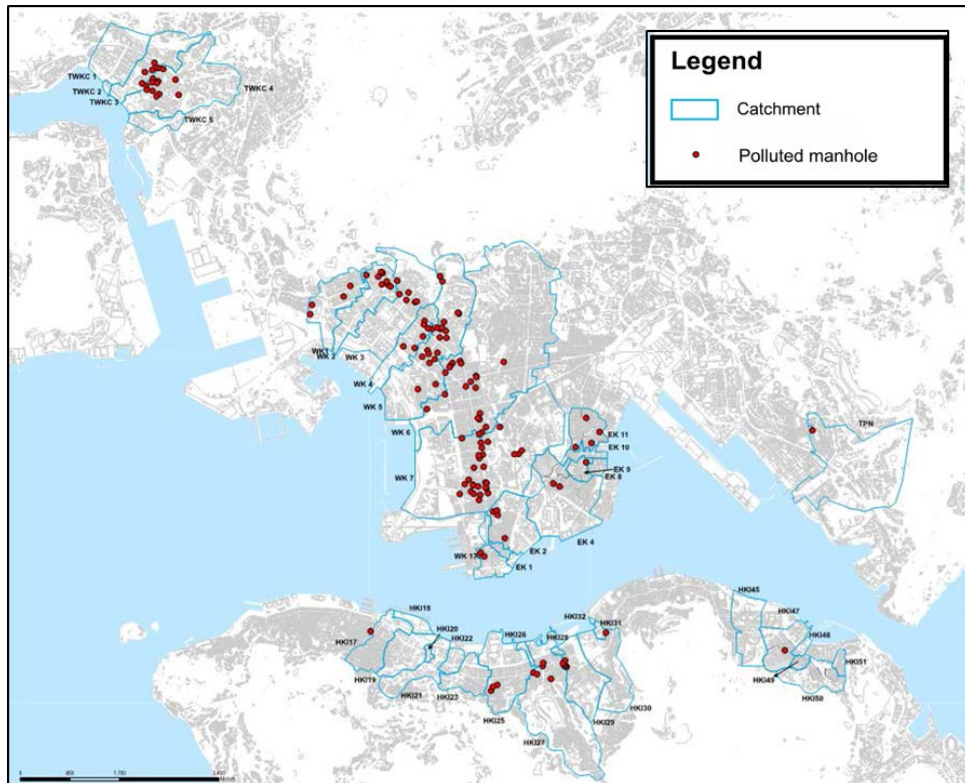 Legend
Catchment
Polluted manhole
TWKC 1
TWKC 2
TWKC 3
TWKC 4
TWKC 5
WK 2
WK 3
WK 4
WK 5
WK 6
WK 7
EK 11
EK 10
EK 9
EK 8
TPN
EK 4
EK 2
WK 17
EK 1
HKI18
HKI17
HKI20
HKI22
HKI26
HKI32
HKI31
HKI19
HKI21
HKI23
HKI25
HKI27
HKI29
HKI30
HKI45
HKI47
HKI48
HKI51
HKI49
HKI50